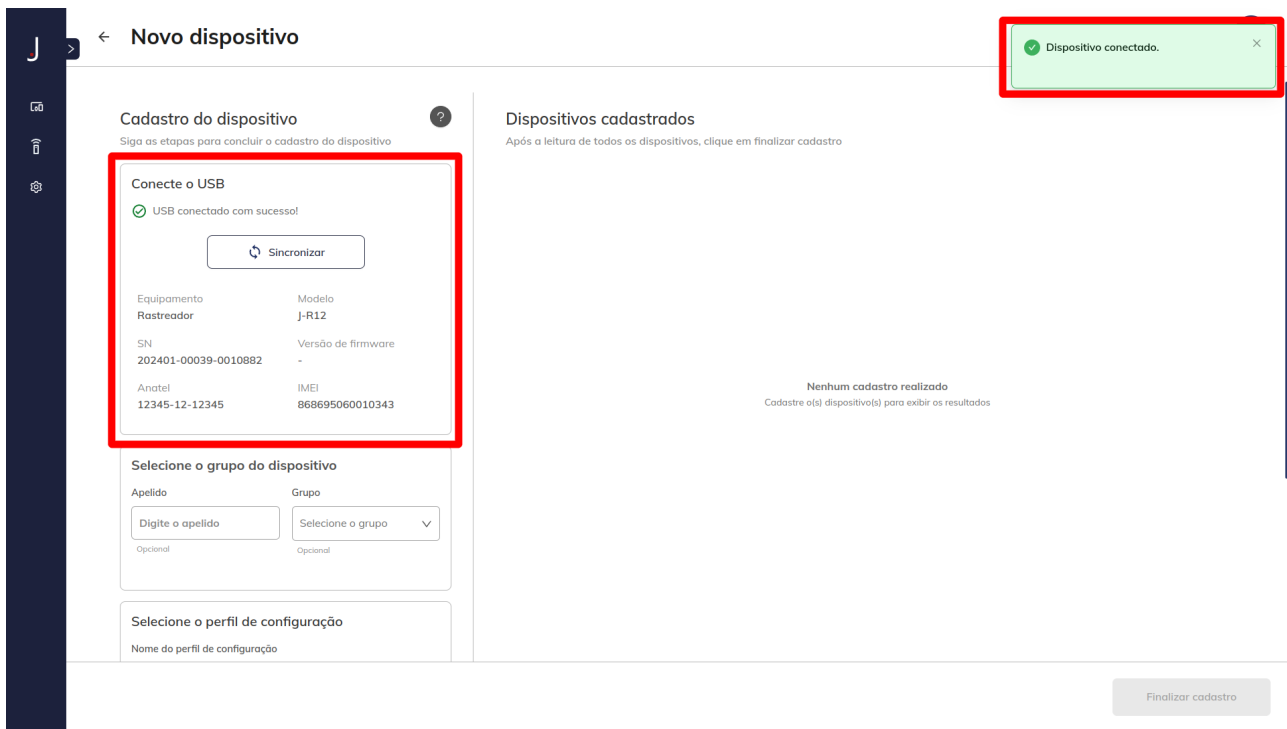 J
Novo dispositivo
Dispositivo conectado.
Cadastro do dispositivo
?
Siga as etapas para concluir o cadastro do dispositivo
Conecte o USB
USB conectado com sucesso!
Sincronizar
Equipamento Modelo
Rastreador J-R12
SN Versão de firmware
202401-00039-0010882 -
Anatel IMEI
12345-12-12345 868695060010343
Selecione o grupo do dispositivo
Apelido Grupo
Digite o apelido Selecione o grupo
Opcional Opcional
Selecione o perfil de configuração
Nome do perfil de configuração
Dispositivos cadastrados
Após a leitura de todos os dispositivos, clique em finalizar cadastro
Nenhum cadastro realizado
Cadastre o(s) dispositivo(s) para exibir os resultados
Finalizar cadastro